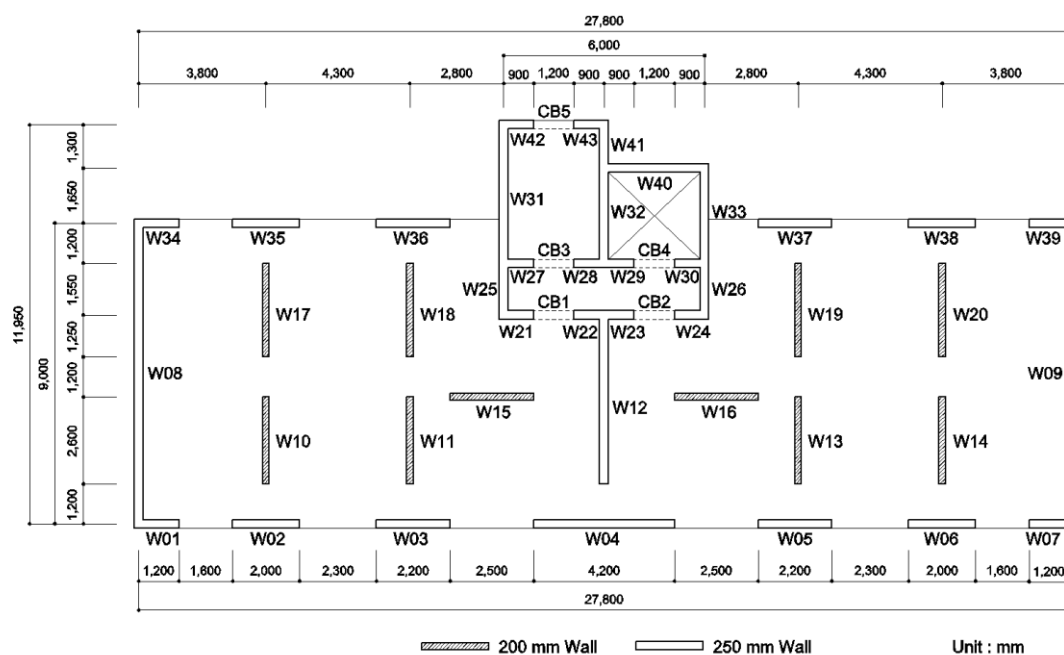 27,800
6,000
3,800 4,300 2,800 900 1,200 900 900 1,200 900 2,800 4,300 3,800
CB5
W42 W43 W41
W40
W31 W32 W33
W34 W35 W36 W37 W38 W39
CB3 CB4
W27 W28 W29 W30
W25 W26
CB1 CB2
W17 W18 W19 W20
W21 W22 W23 W24
W08 W09
W15 W12 W16
W10 W11 W13 W14
W01 W02 W03 W04 W05 W06 W07
11,950
9,000
1,300
1,650
1,200
1,550
1,250
1,200
2,600
1,200
1,200 1,600 2,000 2,300 2,200 2,500 4,200 2,500 2,200 2,300 2,000 1,600 1,200
27,800
200 mm Wall 250 mm Wall Unit : mm